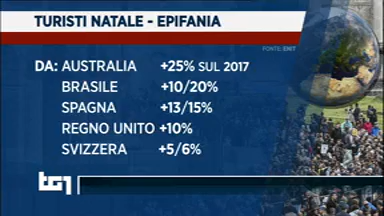 TURISTI NATALE - EPIFANIA
FONTE: ENIT
DA: AUSTRALIA +25% SUL 2017
BRASILE +10/20%
SPAGNA +13/15%
REGNO UNITO +10%
SVIZZERA +5/6%
tg1